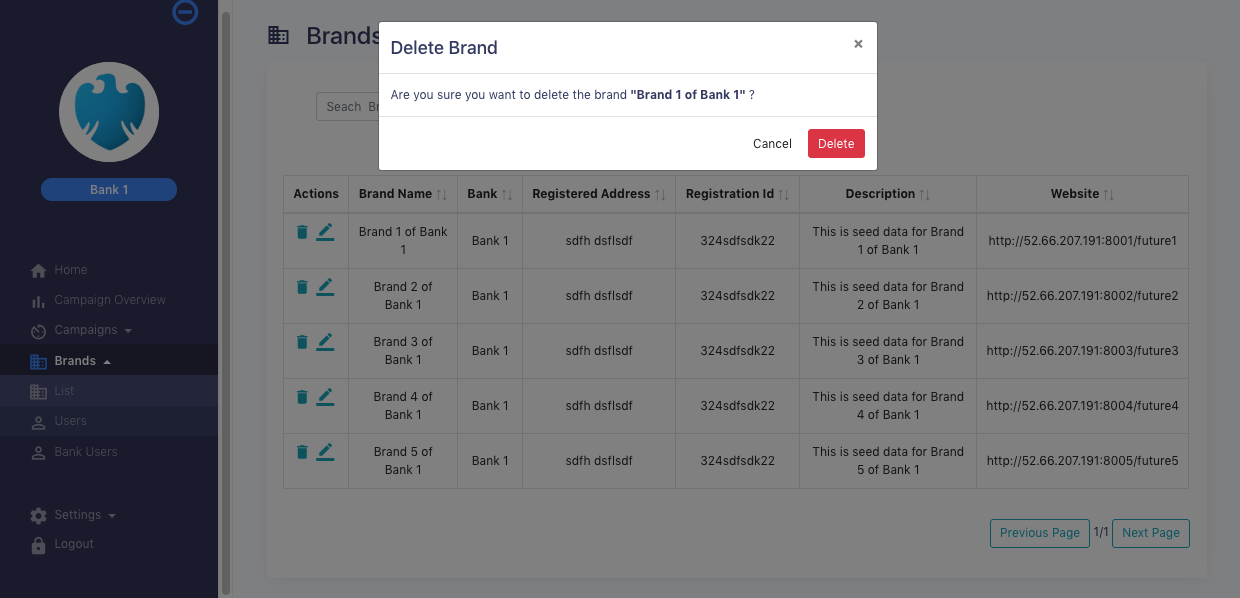 Bank 1
Home
Campaign Overview
Campaigns
Brands
List
Users
Bank Users
Settings
Logout
Brands
Delete Brand ×
Are you sure you want to delete the brand "Brand 1 of Bank 1" ?
Cancel Delete
Seach
Actions Brand Name Bank Registered Address Registration Id Description Website
Brand 1 of Bank
1
Bank 1
sdfh dsflsdf
324sdfsdk22
This is seed data for Brand
1 of Bank 1
http://52.66.207.191:8001/future1
Brand 2 of
Bank 1
Bank 1
sdfh dsflsdf
324sdfsdk22
This is seed data for Brand
2 of Bank 1
http://52.66.207.191:8002/future2
Brand 3 of
Bank 1
Bank 1
sdfh dsflsdf
324sdfsdk22
This is seed data for Brand
3 of Bank 1
http://52.66.207.191:8003/future3
Brand 4 of
Bank 1
Bank 1
sdfh dsflsdf
324sdfsdk22
This is seed data for Brand
4 of Bank 1
http://52.66.207.191:8004/future4
Brand 5 of
Bank 1
Bank 1
sdfh dsflsdf
324sdfsdk22
This is seed data for Brand
5 of Bank 1
http://52.66.207.191:8005/future5
Previous Page 1/1 Next Page